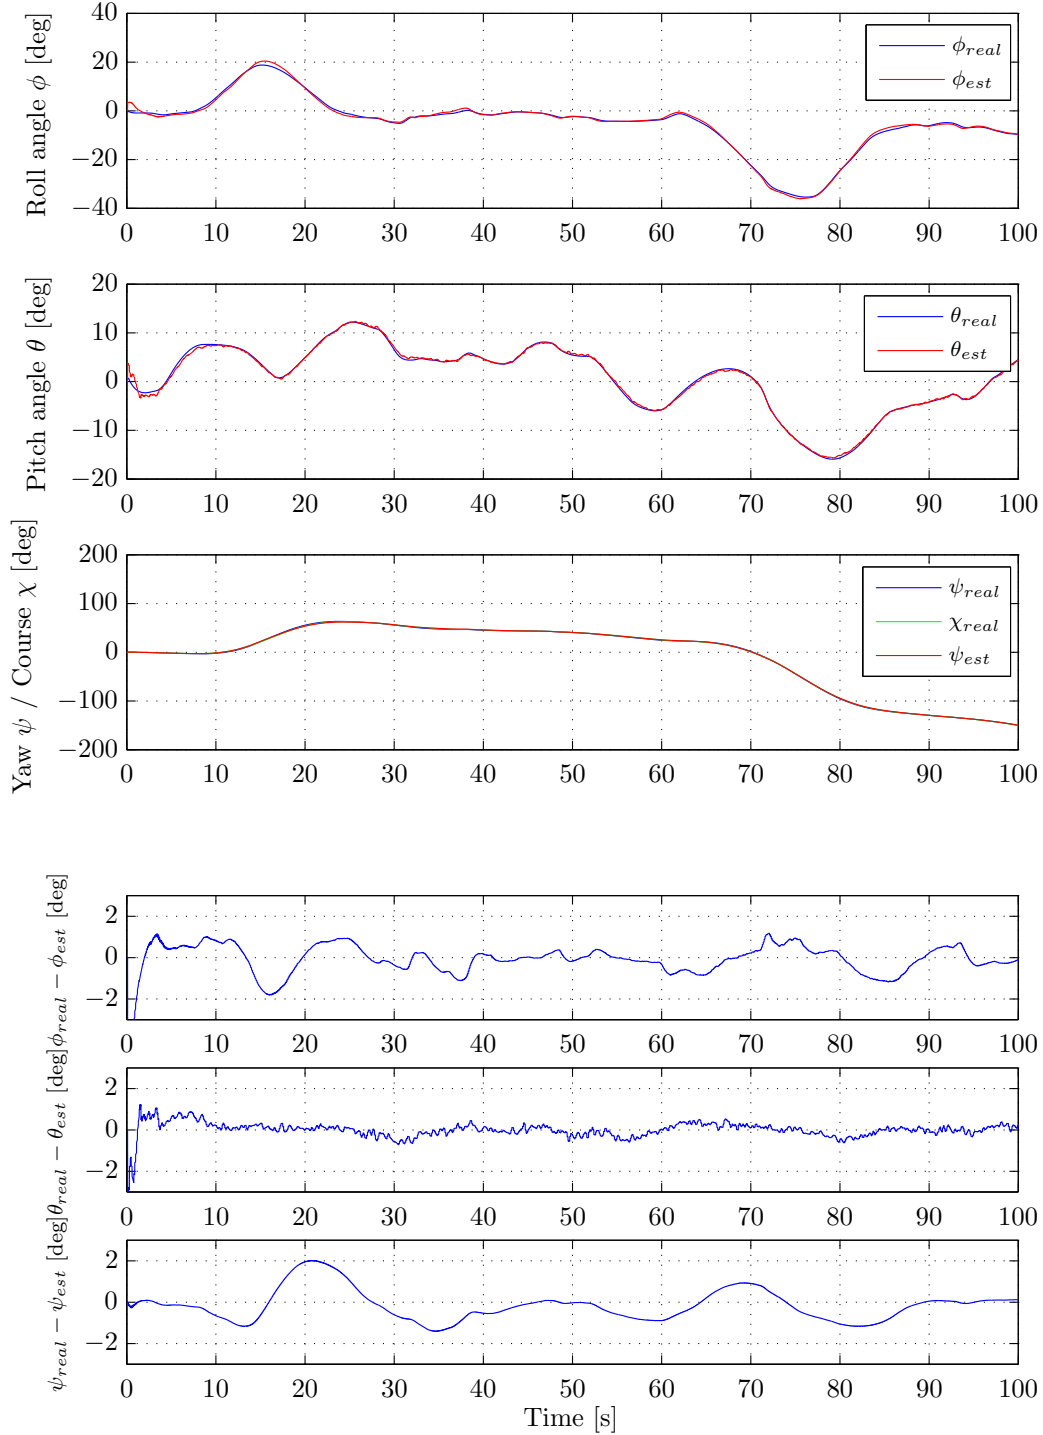 Roll angle ϕ [deg]
40
20
0
−20
−40
ϕreal
ϕest
0 10 20 30 40 50 60 70 80 90 100
Pitch angle θ [deg]
20
10
0
−10
−20
θreal
θest
0 10 20 30 40 50 60 70 80 90 100
Yaw ψ / Course χ [deg]
200
100
0
−100
−200
ψreal
χreal
ψest
0 10 20 30 40 50 60 70 80 90 100
ϕreal − ϕest [deg]
2
0
−2
0 10 20 30 40 50 60 70 80 90 100
θreal − θest [deg]
2
0
−2
0 10 20 30 40 50 60 70 80 90 100
ψreal − ψest [deg]
2
0
−2
0 10 20 30 40 50 60 70 80 90 100
Time [s]